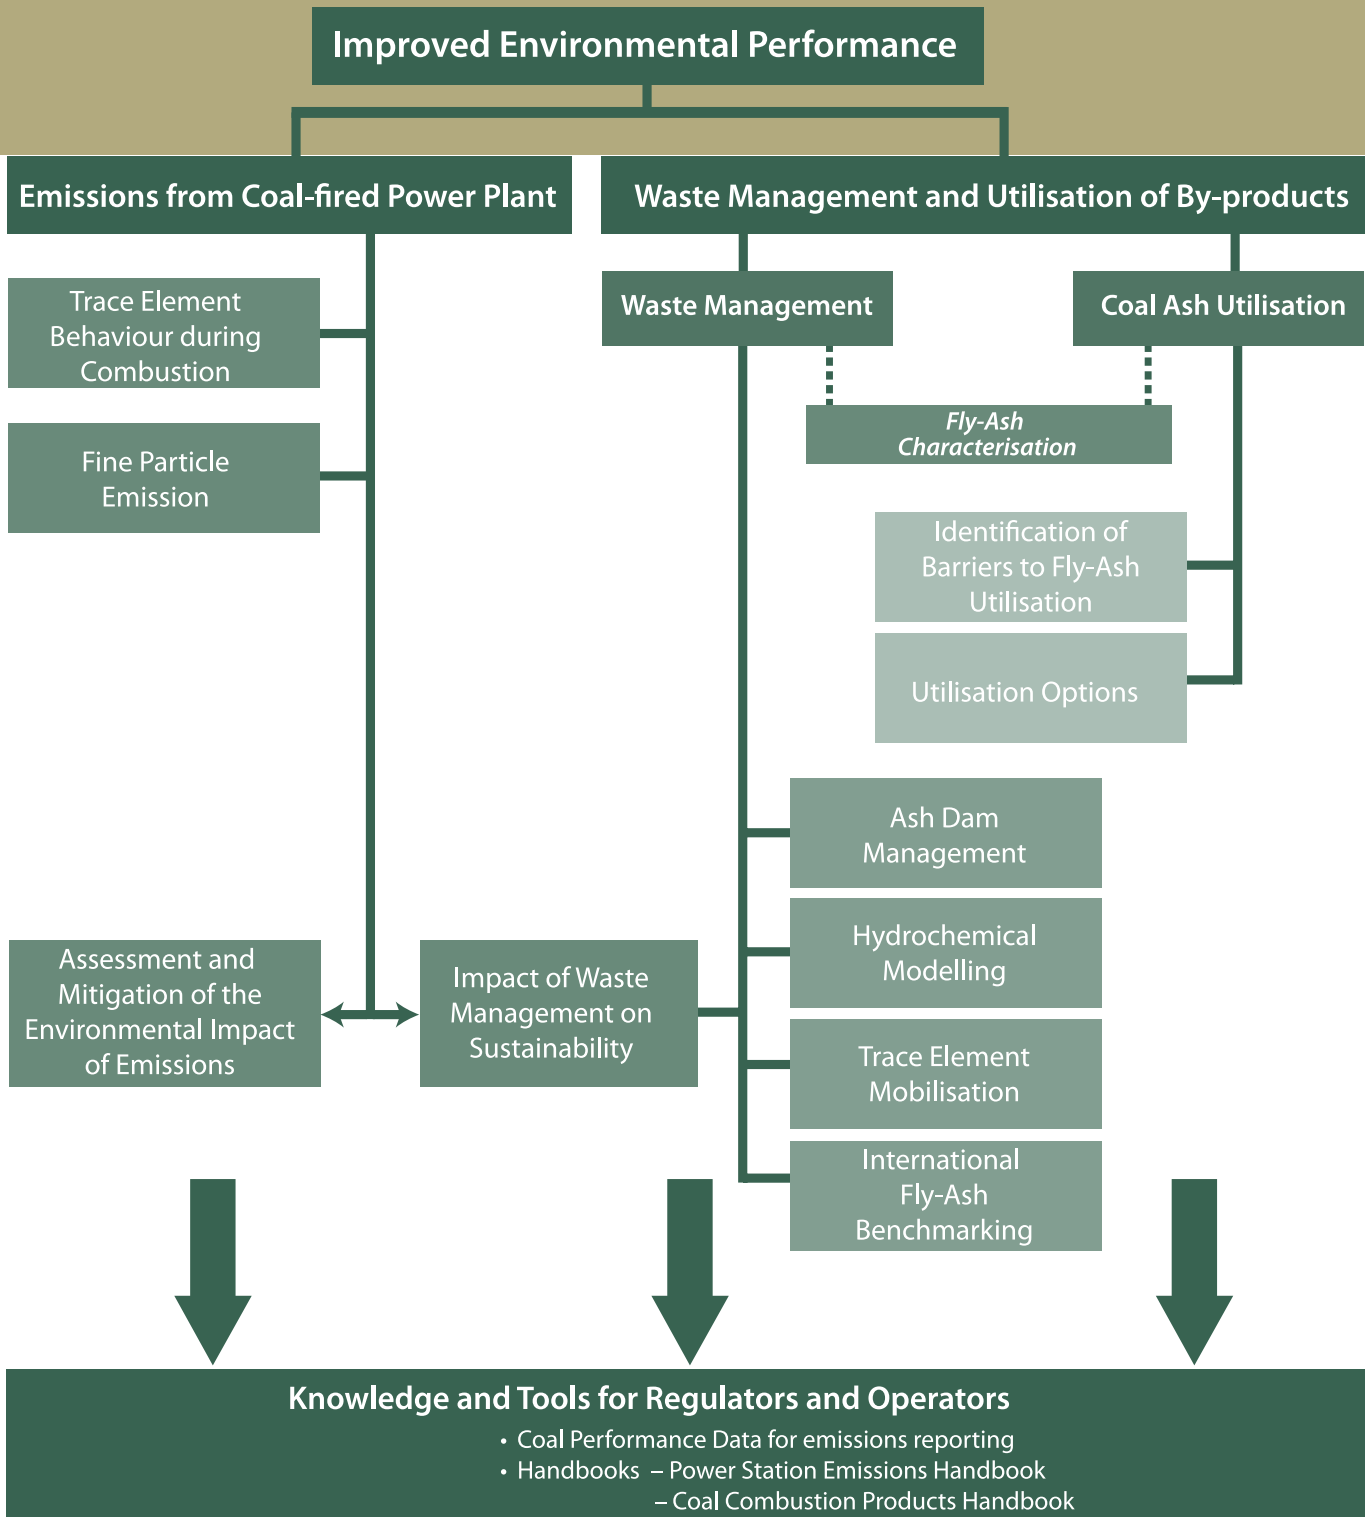 Improved Environmental Performance
Emissions from Coal-fired Power Plant
Waste Management and Utilisation of By-products
Trace Element
Behaviour during
Combustion
Fine Particle
Emission
Waste Management
Coal Ash Utilisation
Fly-Ash
Characterisation
Identification of
Barriers to Fly-Ash
Utilisation
Utilisation Options
Ash Dam
Management
Hydrochemical
Modelling
Trace Element
Mobilisation
International
Fly-Ash
Benchmarking
Assessment and
Mitigation of the
Environmental Impact
of Emissions
Impact of Waste
Management on
Sustainability
Knowledge and Tools for Regulators and Operators
• Coal Performance Data for emissions reporting
• Handbooks – Power Station Emissions Handbook
– Coal Combustion Products Handbook